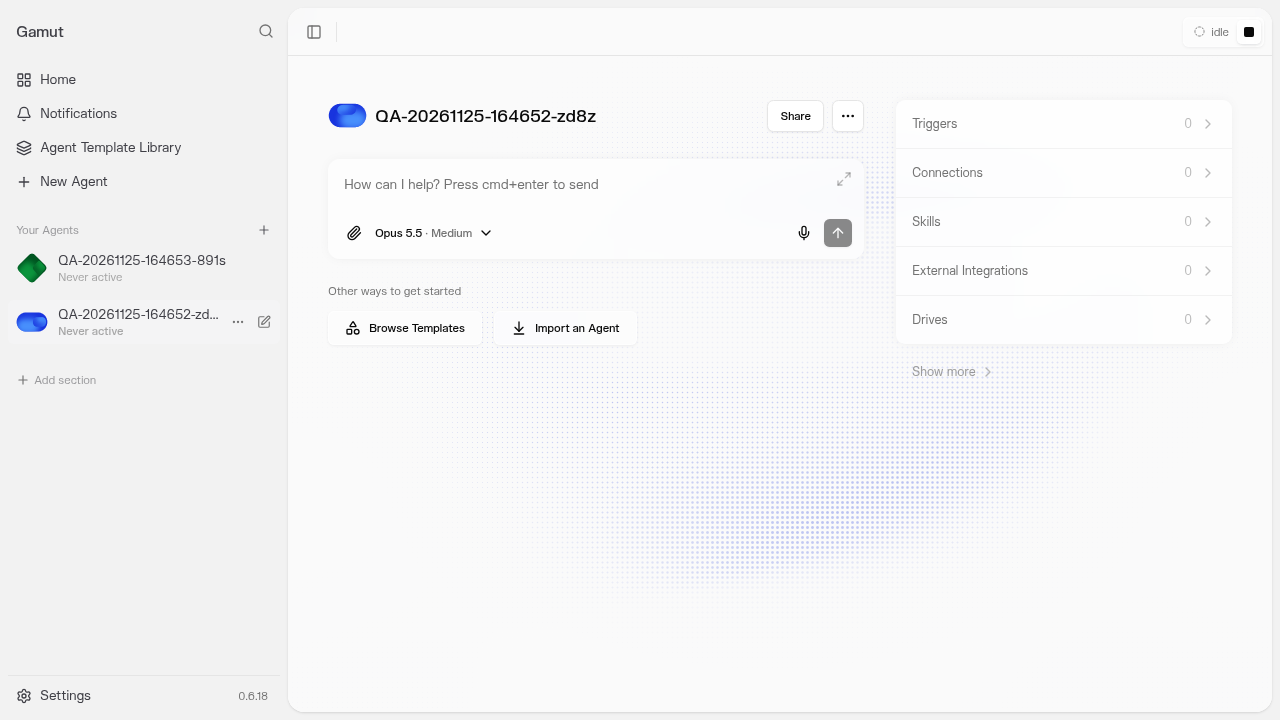 Gamut
Home
Notifications
Agent Template Library
New Agent
Your Agents
QA-20261125-164653-891s
Never active
QA-20261125-164652-zd...
Never active
Add section
Settings
0.6.18
idle
QA-20261125-164652-zd8z
Share
How can I help? Press cmd+enter to send
Opus 5.5 · Medium
Other ways to get started
Browse Templates
Import an Agent
Triggers 0
Connections 0
Skills 0
External Integrations 0
Drives 0
Show more